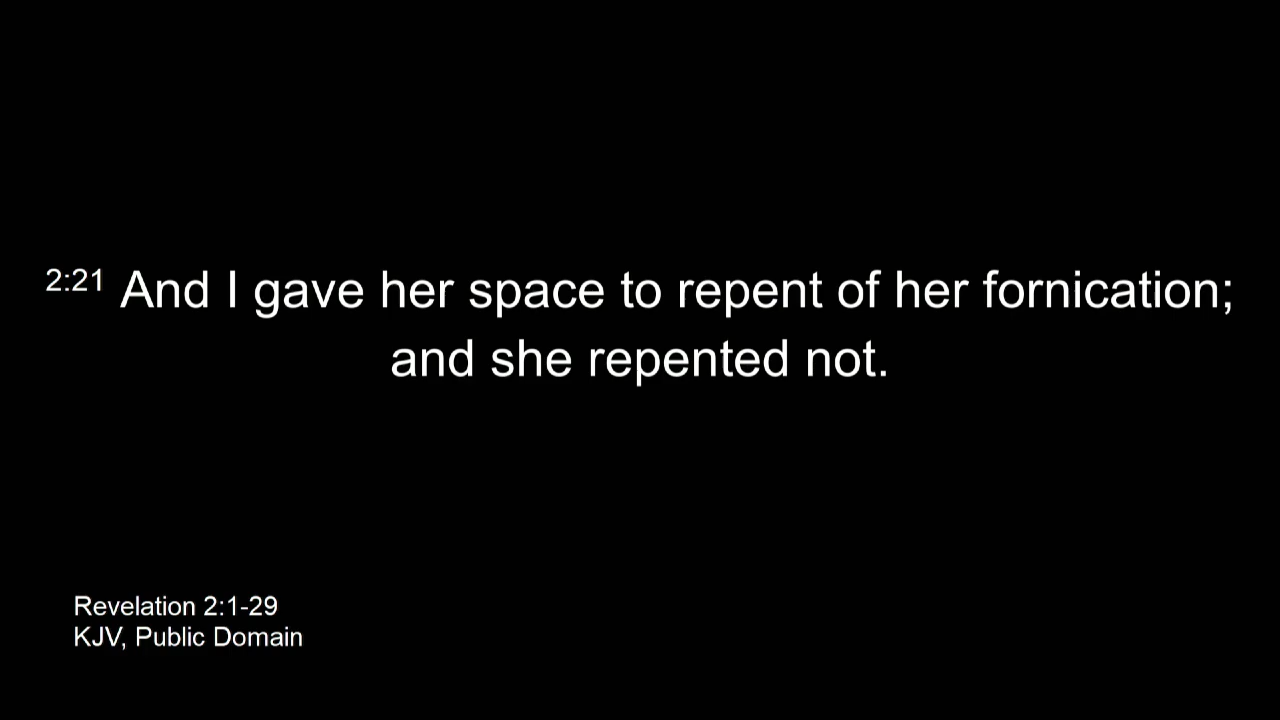 2:21 And I gave her space to repent of her fornication;
and she repented not.
Revelation 2:1-29
KJV, Public Domain